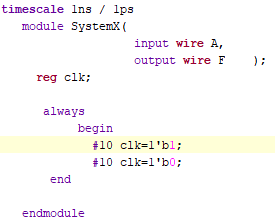 timescale 1ns / 1ps
module SystemX(
input wire A,
output wire F );
reg clk;
always
begin
#10 clk=1'b1;
#10 clk=1'b0;
end
endmodule